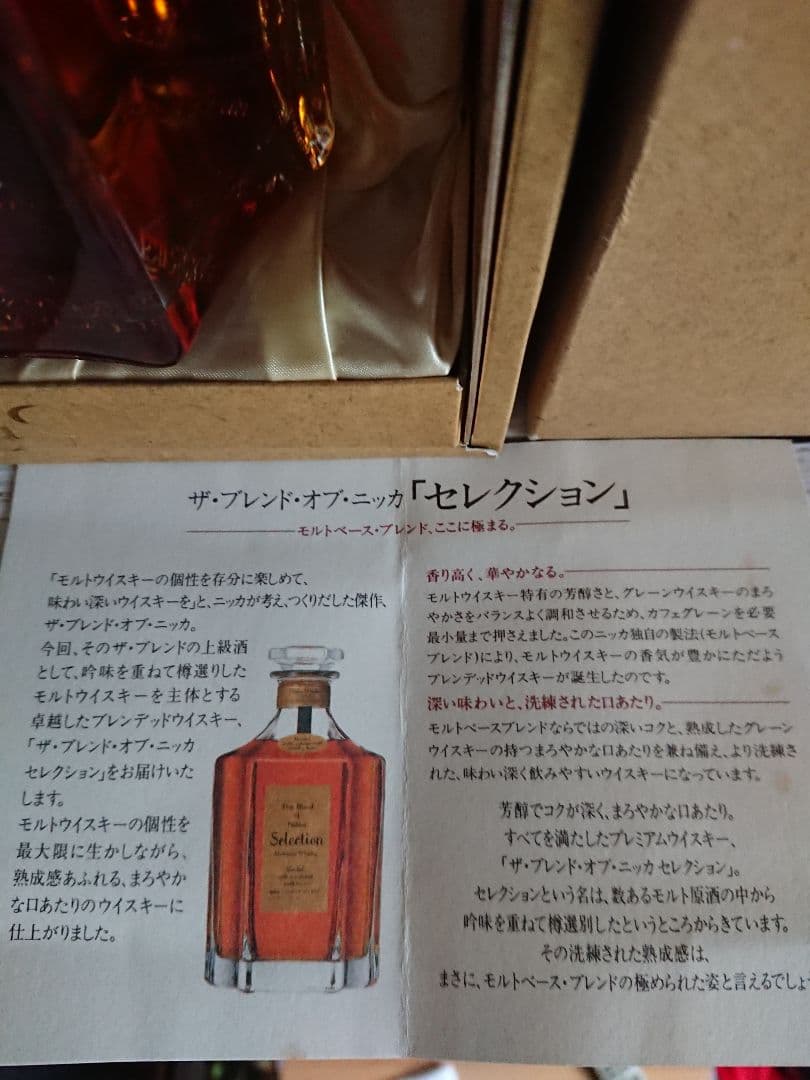 ザ・ブレンド・オブ・ニッカ「セレクション」
モルトベース・ブレンド、ここに極まる。
「モルトウイスキーの個性を存分に楽しめて、
味わい深いウイスキーを」と、ニッカが考え、つくりだした傑作、
ザ・ブレンド・オブ・ニッカ。
今回、そのザ・ブレンドの上級酒
として、吟味を重ねて樽選りした
モルトウイスキーを主体とする
卓越したブレンデッドウイスキー、
「ザ・ブレンド・オブ・ニッカ
セレクション」をお届けいた
します。
モルトウイスキーの個性を
最大限に生かしながら、
熟成感あふれる、まろやか
な口あたりのウイスキーに
仕上がりました。
The Blend
of
Nikka
Selection
香り高く、華やかなる。
モルトウイスキー特有の芳醇さと、グレーンウイスキーのまろ
やかさをバランスよく調和させるため、カフェグレーンを必要
最小量まで押さえました。このニッカ独自の製法(モルトベース
ブレンド)により、モルトウイスキーの香気が豊かにただよう
ブレンデッドウイスキーが誕生したのです。
深い味わいと、洗練された口あたり。
モルトベースブレンドならではの深いコクと、熟成したグレーン
ウイスキーの持つまろやかな口あたりを兼ね備え、より洗練さ
れた、味わい深く飲みやすいウイスキーになっています。
芳醇でコクが深く、まろやかな口あたり。
すべてを満たしたプレミアムウイスキー、
「ザ・ブレンド・オブ・ニッカ セレクション」。
セレクションという名は、数あるモルト原酒の中から
吟味を重ねて樽選別したというところからきています。
その洗練された熟成感は、
まさに、モルトベース・ブレンドの極められた姿と言えるでしょ